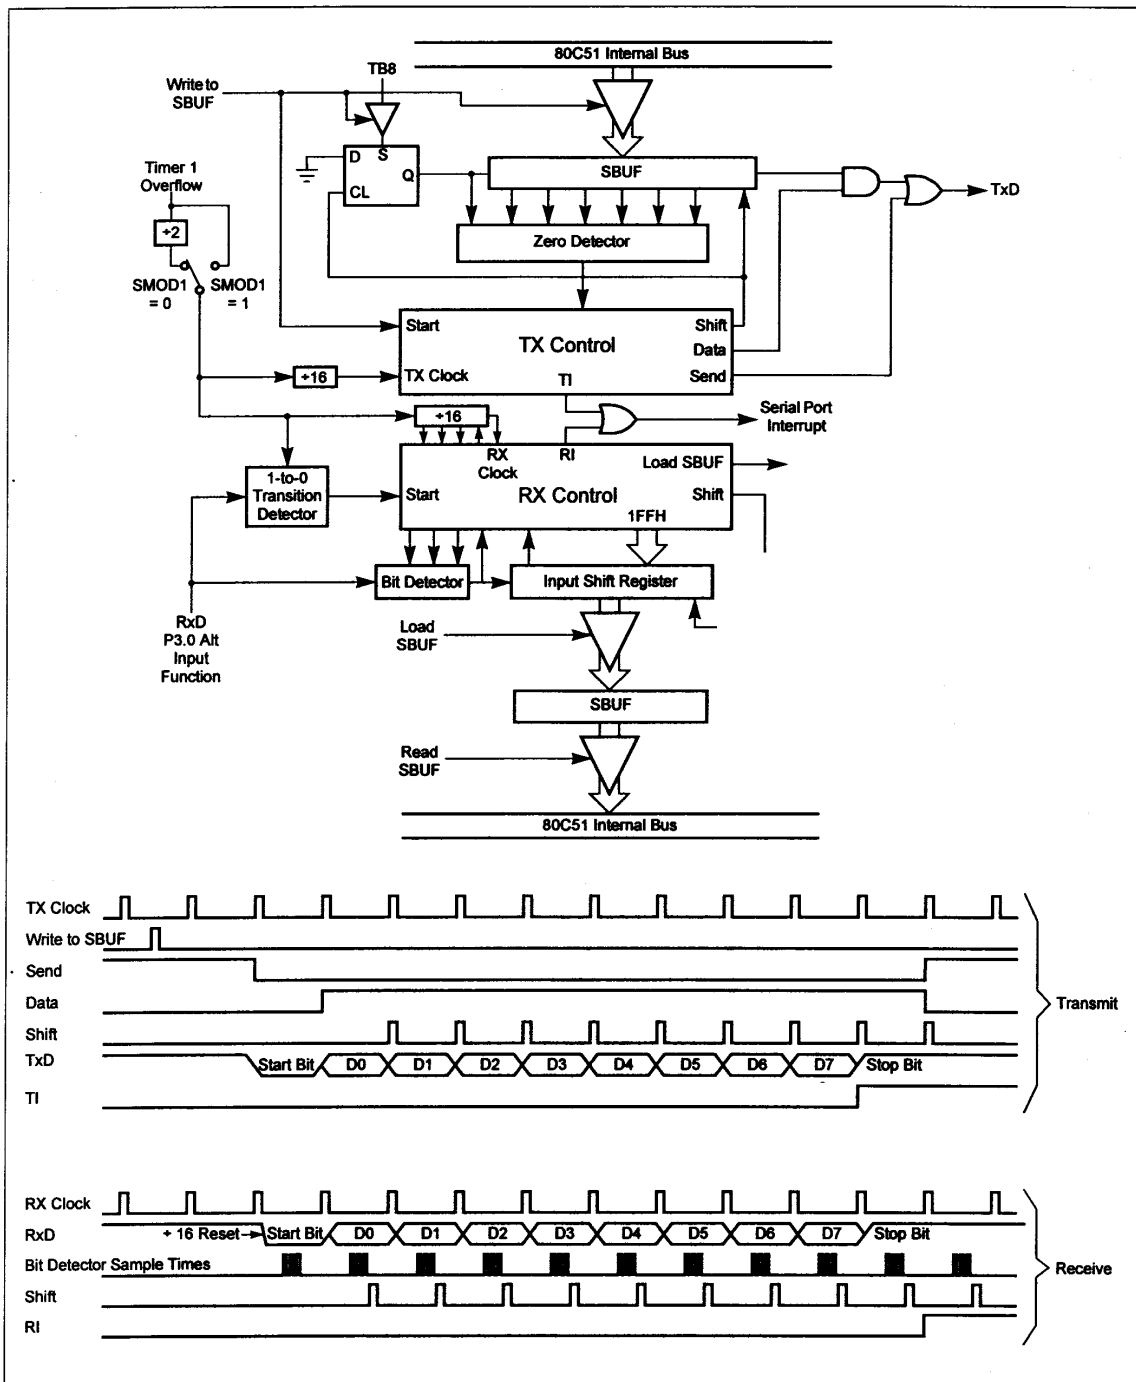 80C51 Internal Bus
TB8
Write to
SBUF
D
S
Q
CL
SBUF
TxD
Timer 1
Overflow
÷2
SMOD1
= 0
SMOD1
= 1
Zero Detector
Start
Shift
TX Control
Data
TX Clock
TI
Send
÷16
÷16
Serial Port
Interrupt
RX
Clock
RI
Load SBUF
1-to-0
Transition
Detector
Start
RX Control
Shift
1FFH
Bit Detector
Input Shift Register
RxD
P3.0 Alt
Input
Function
Load
SBUF
SBUF
Read
SBUF
80C51 Internal Bus
TX Clock
Write to SBUF
Send
Data
Shift
TxD
Start Bit
D0
D1
D2
D3
D4
D5
D6
D7
Stop Bit
TI
Transmit
RX Clock
RxD
÷ 16 Reset
Start Bit
D0
D1
D2
D3
D4
D5
D6
D7
Stop Bit
Bit Detector Sample Times
Shift
RI
Receive